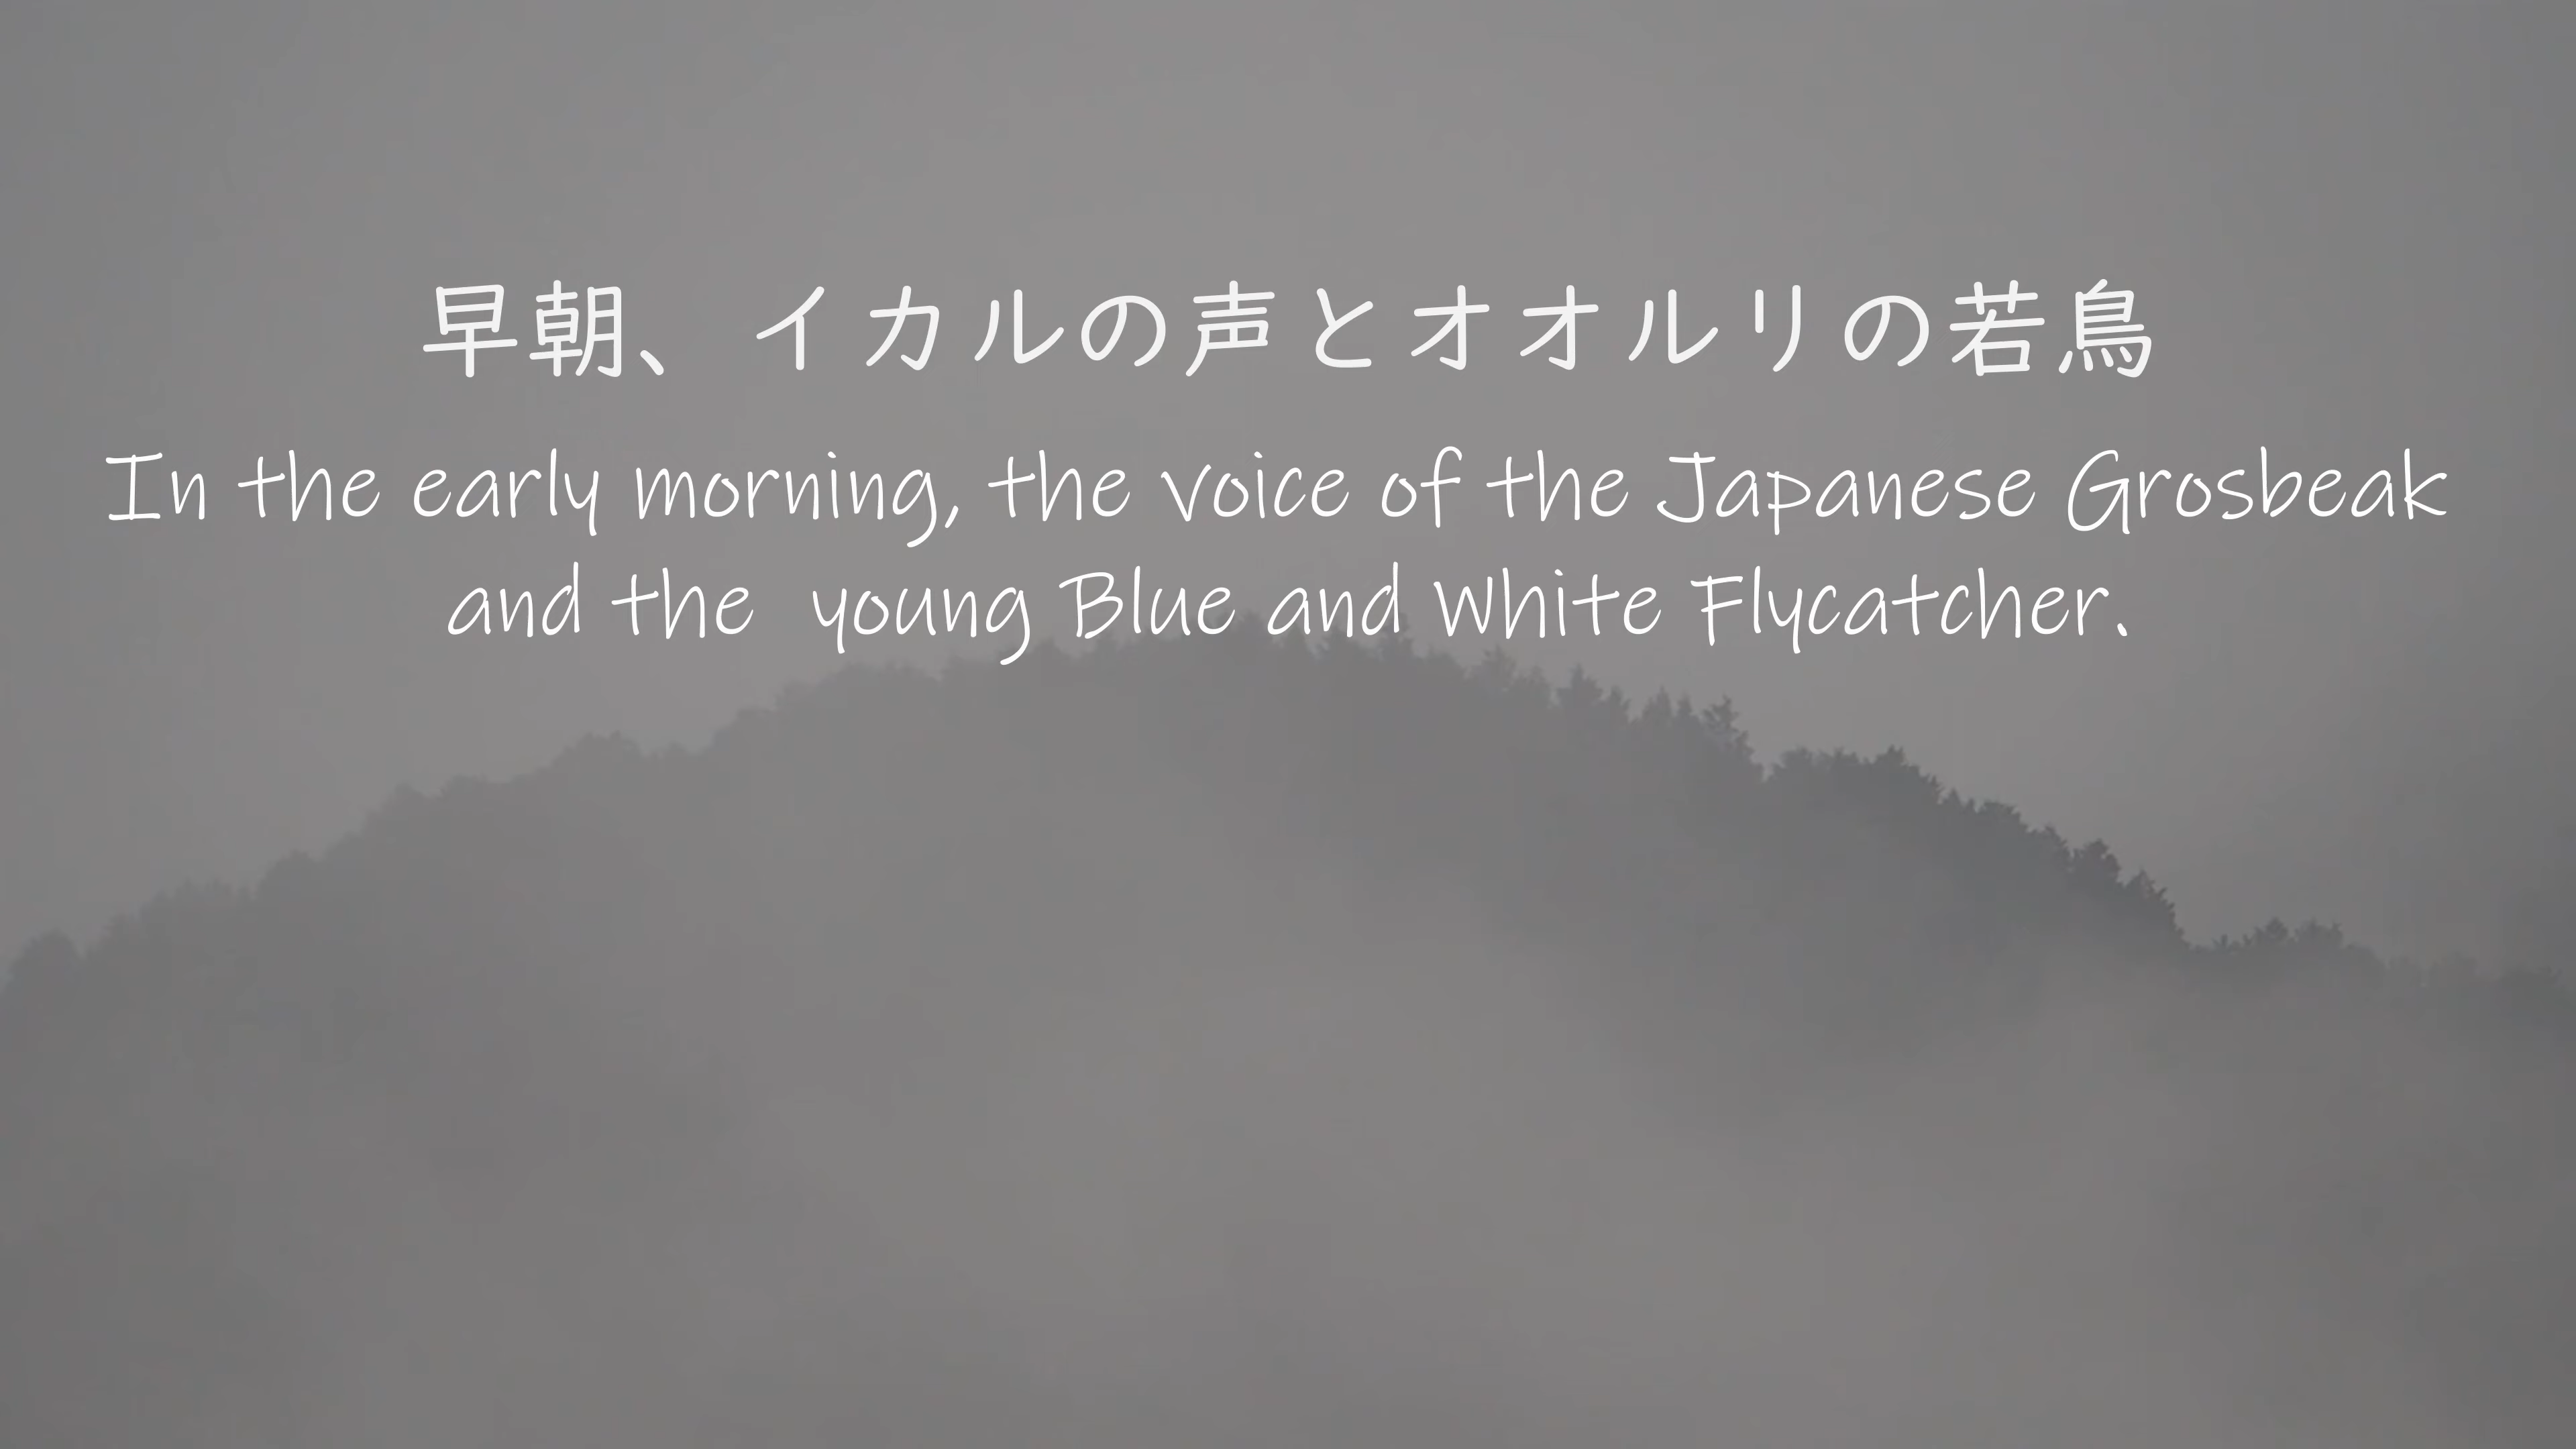 早朝、イカルの声とオオルリの若鳥
In the early morning, the voice of the Japanese Grosbeak
and the  young Blue and White Flycatcher.